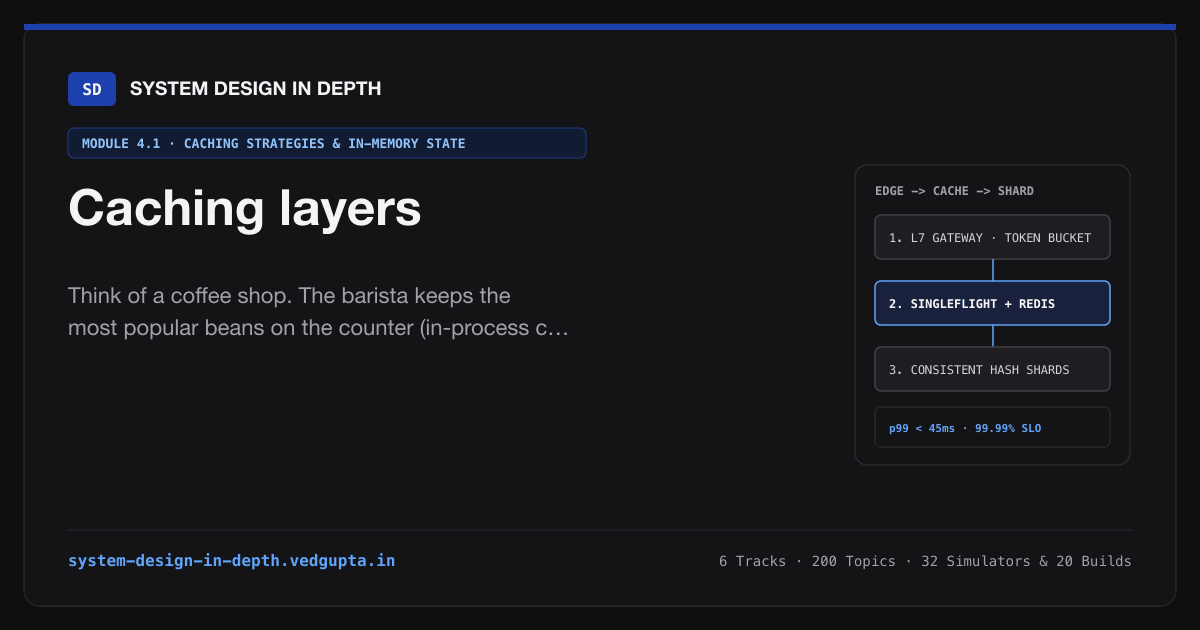 SD SYSTEM DESIGN IN DEPTH
MODULE 4.1 · CACHING STRATEGIES & IN-MEMORY STATE
Caching layers
Think of a coffee shop. The barista keeps the
most popular beans on the counter (in-process c…
EDGE -> CACHE -> SHARD
1. L7 GATEWAY · TOKEN BUCKET
2. SINGLEFLIGHT + REDIS
3. CONSISTENT HASH SHARDS
p99 < 45ms · 99.99% SLO
system-design-in-depth.vedgupta.in
6 Tracks · 200 Topics · 32 Simulators & 20 Builds